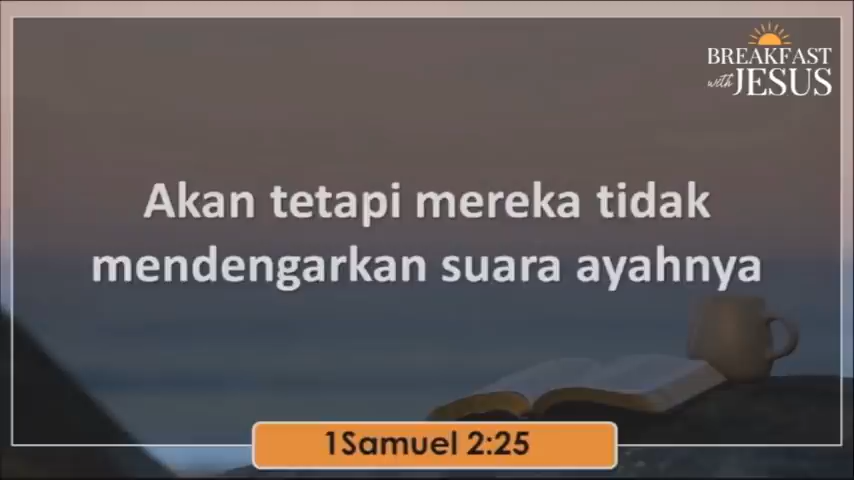 BREAKFAST
with JESUS
Akan tetapi mereka tidak
mendengarkan suara ayahnya
1Samuel 2:25